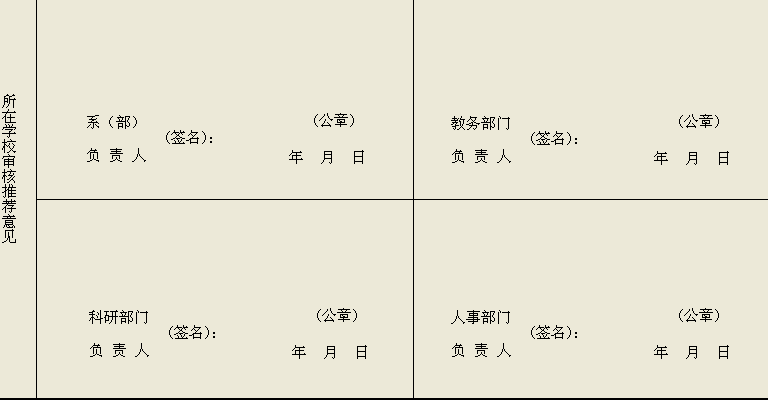 所在学校审核推荐意见
系（部）
负 责 人
（签名）：
（公章）
年 月 日
教务部门
负 责 人
（签名）：
（公章）
年 月 日
科研部门
负 责 人
（签名）：
（公章）
年 月 日
人事部门
负 责 人
（签名）：
（公章）
年 月 日